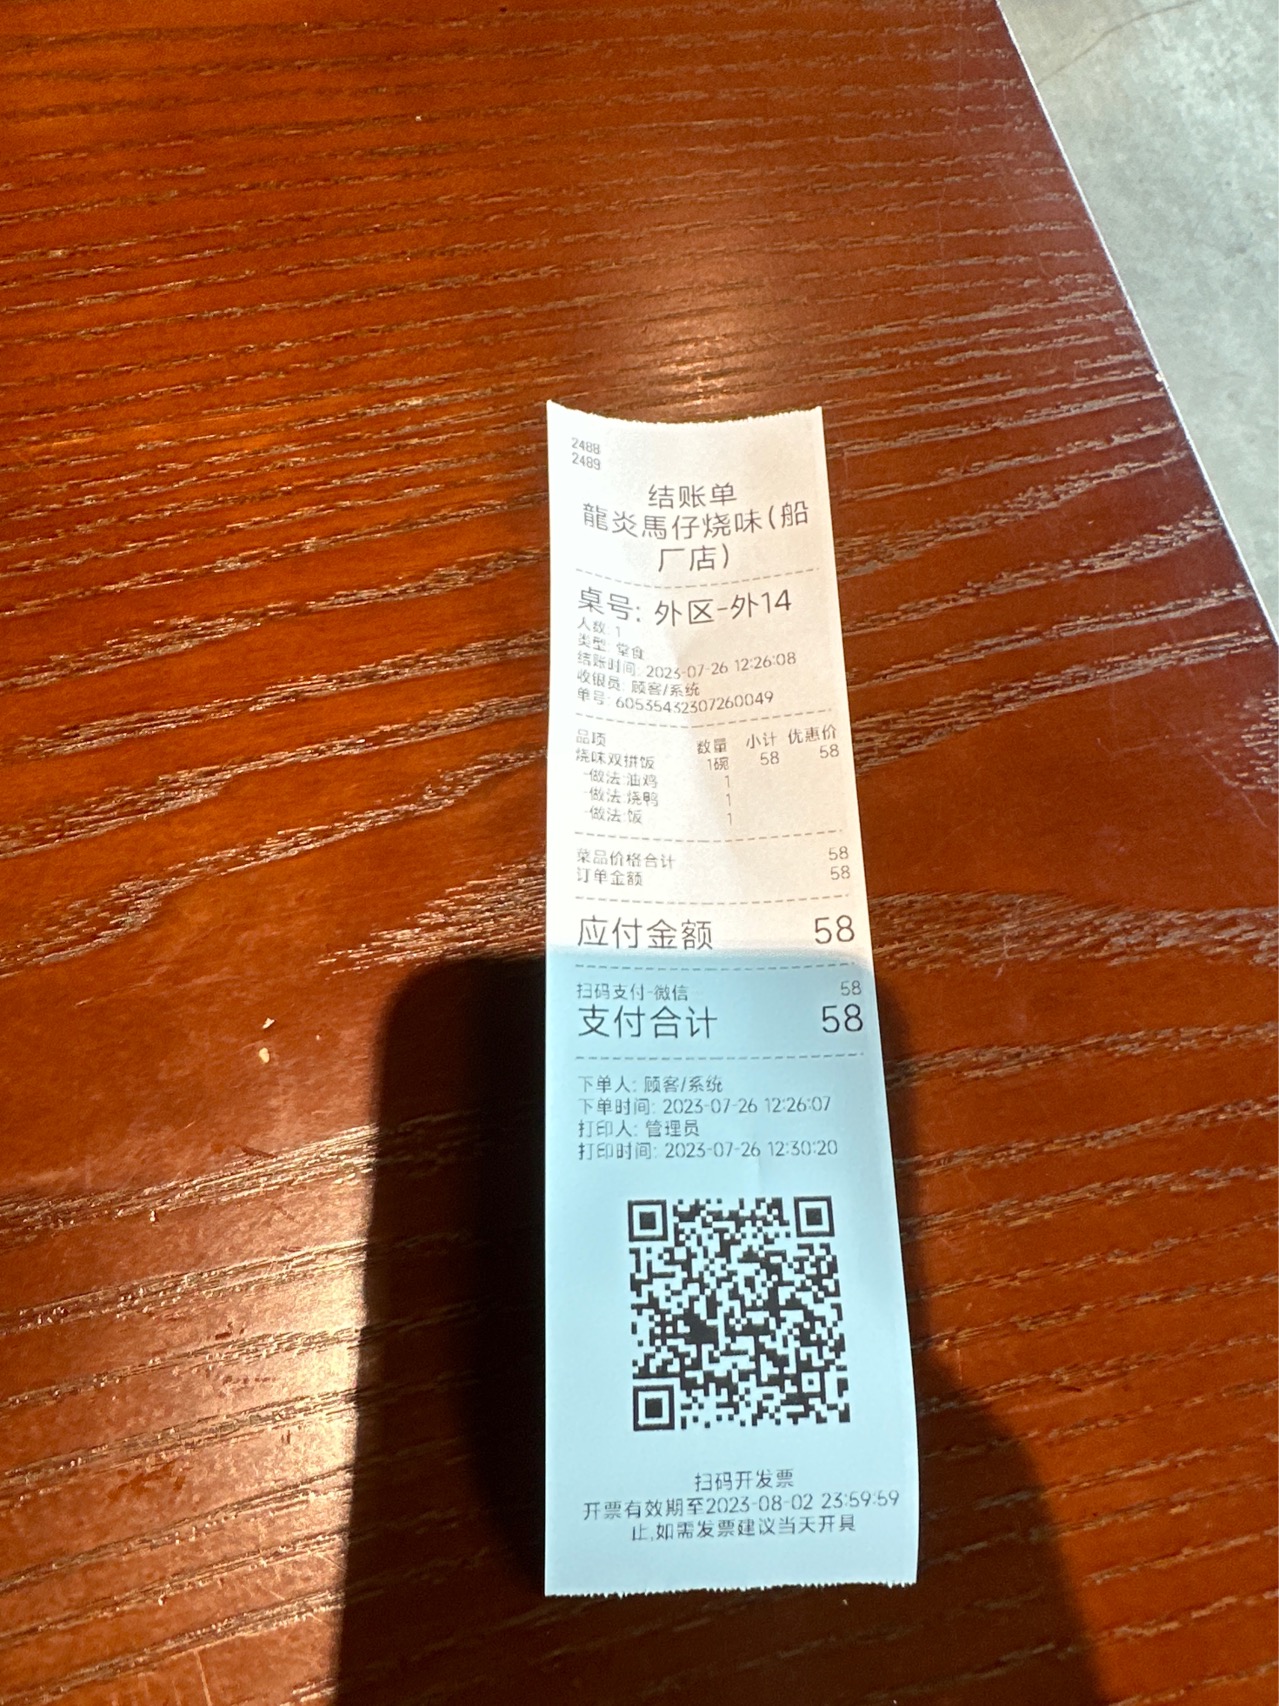 2488
2489
结账单
龍炎馬仔烧味(船
厂店)
桌号: 外区-外14
人数: 1
类型: 堂食
结账时间: 2023-07-26 12:26:08
收银员: 顾客/系统
单号: 60535432307260049
品项 数量 小计 优惠价
烧味双拼饭 1碗 58 58
-做法:油鸡 1
-做法:烧鸭 1
-做法:饭 1
菜品价格合计 58
订单金额 58
应付金额 58
扫码支付-微信 58
支付合计 58
下单人: 顾客/系统
下单时间: 2023-07-26 12:26:07
打印人: 管理员
打印时间: 2023-07-26 12:30:20
扫码开发票
开票有效期至2023-08-02 23:59:59
止,如需发票建议当天开具